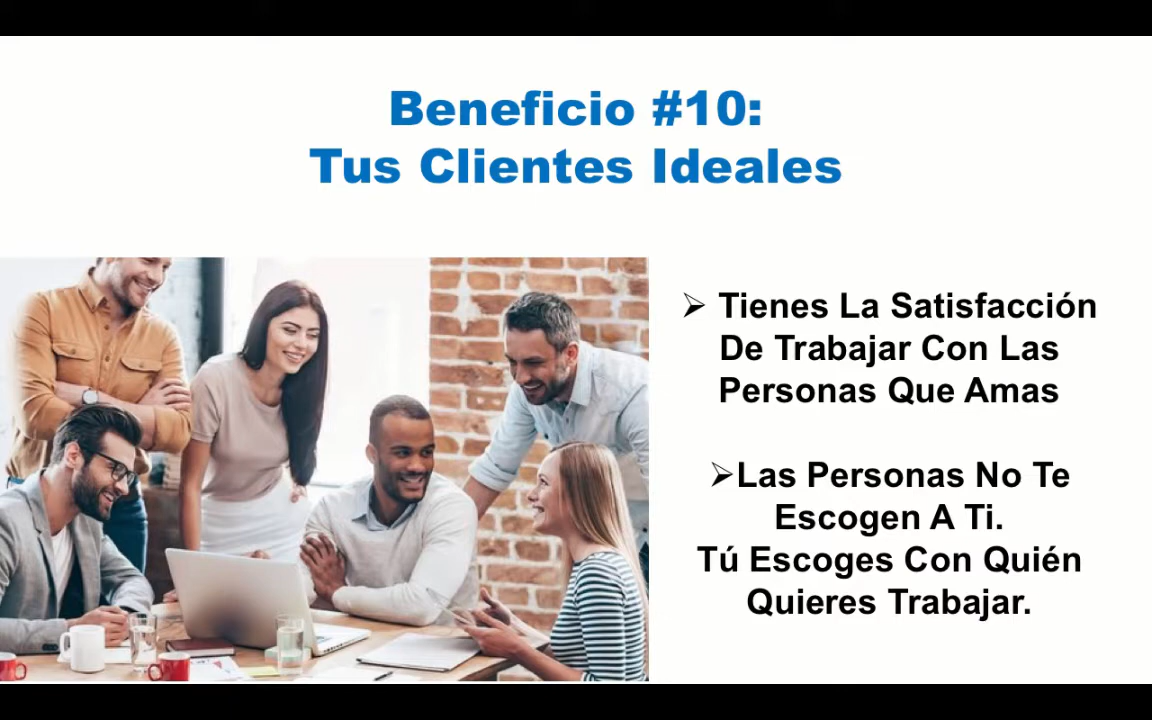 Beneficio #10:
Tus Clientes Ideales
➢ Tienes La Satisfacción
De Trabajar Con Las
Personas Que Amas
➢Las Personas No Te
Escogen A Ti.
Tú Escoges Con Quién
Quieres Trabajar.